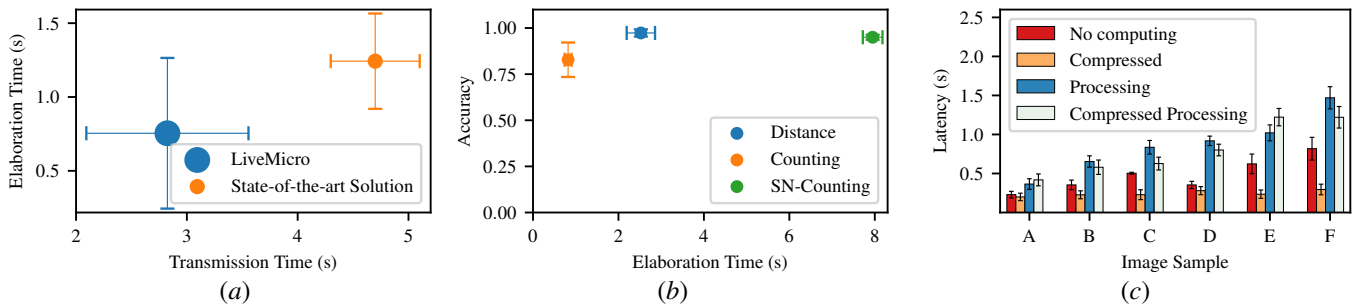 Elaboration Time (s)
1.5
1.0
0.5
2
3
4
5
Transmission Time (s)
LiveMicro
State-of-the-art Solution
(a)
Accuracy
1.00
0.75
0.50
0.25
0.00
0
2
4
6
8
Elaboration Time (s)
Distance
Counting
SN-Counting
(b)
Latency (s)
2.5
2.0
1.5
1.0
0.5
A
B
C
D
E
F
Image Sample
No computing
Compressed
Processing
Compressed Processing
(c)